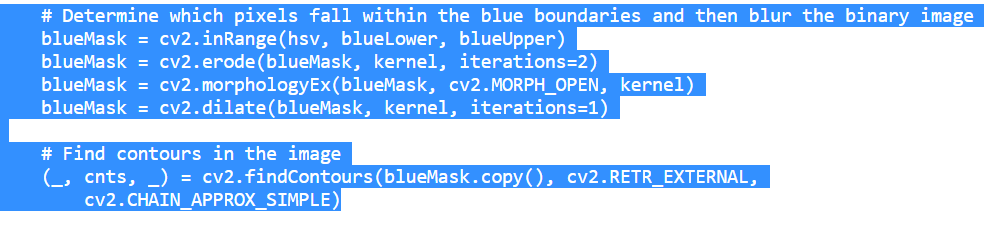 # Determine which pixels fall within the blue boundaries and then blur the binary image
blueMask = cv2.inRange(hsv, blueLower, blueUpper)
blueMask = cv2.erode(blueMask, kernel, iterations=2)
blueMask = cv2.morphologyEx(blueMask, cv2.MORPH_OPEN, kernel)
blueMask = cv2.dilate(blueMask, kernel, iterations=1)
# Find contours in the image
(_, cnts, _) = cv2.findContours(blueMask.copy(), cv2.RETR_EXTERNAL,
cv2.CHAIN_APPROX_SIMPLE)